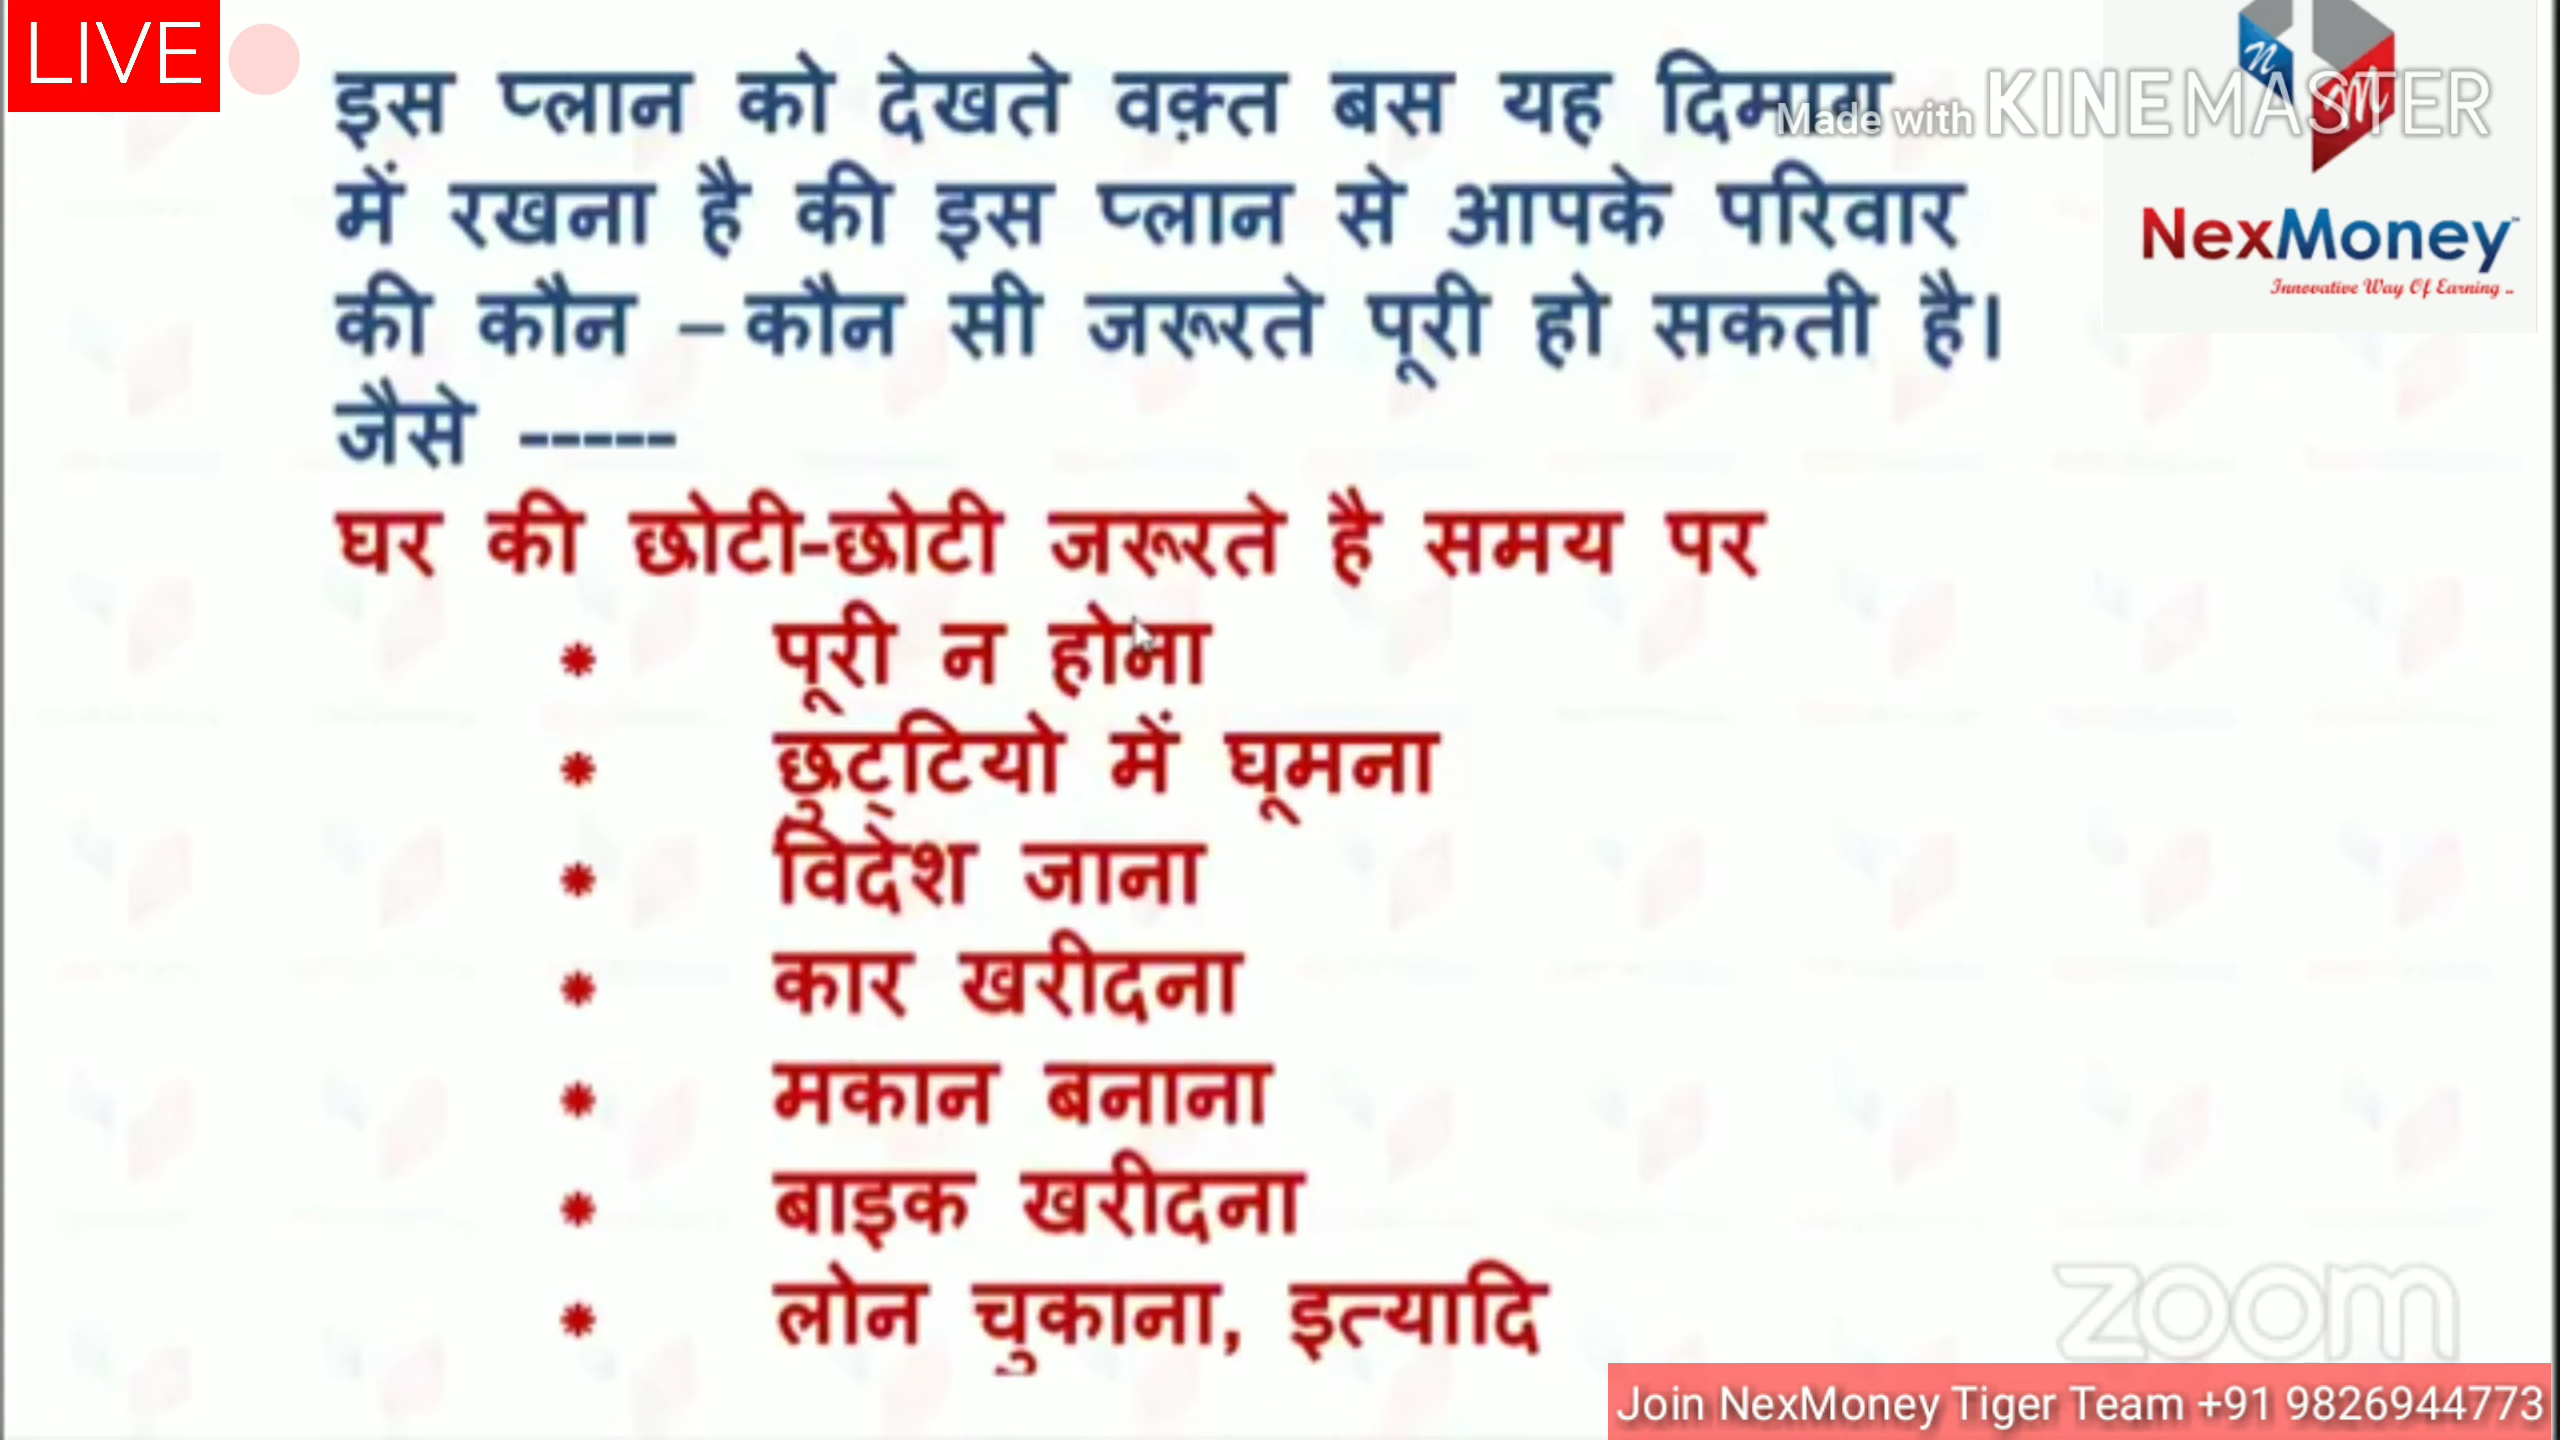 LIVE
इस प्लान को देखते वक़्त बस यह दिमाग
Made with KINEMASTER
में रखना है की इस प्लान से आपके परिवार
NexMoney
Innovative Way Of Earning ..
की कौन – कौन सी जरूरते पूरी हो सकती है।
जैसे -----
घर की छोटी-छोटी जरूरते है समय पर
* पूरी न होना
* छुट्टियो में घूमना
* विदेश जाना
* कार खरीदना
* मकान बनाना
* बाइक खरीदना
* लोन चुकाना, इत्यादि
zoom
Join NexMoney Tiger Team +91 9826944773